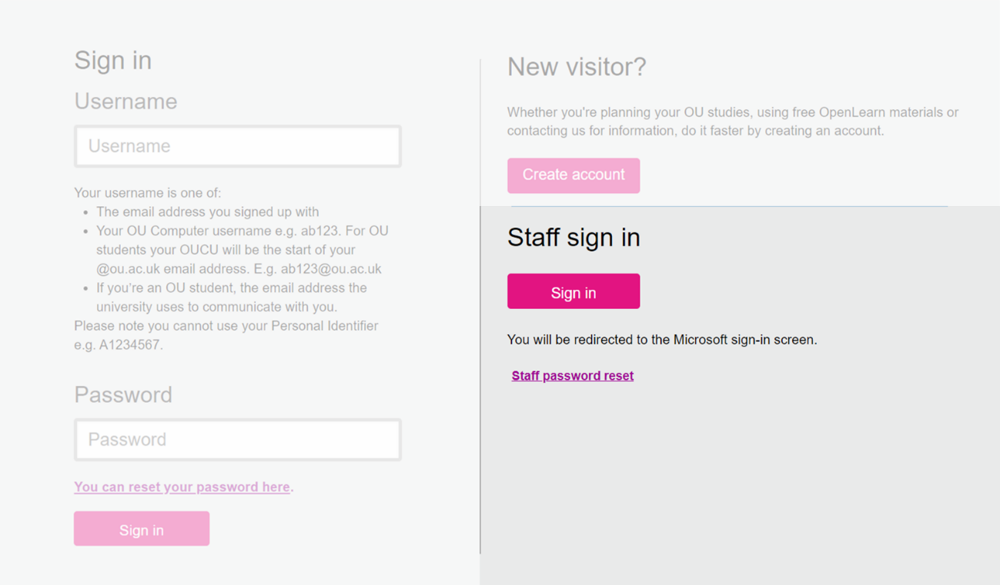 Sign in
Username
Username
Your username is one of:
• The email address you signed up with
• Your OU Computer username e.g. ab123. For OU
students your OUCU will be the start of your
@ou.ac.uk email address. E.g. ab123@ou.ac.uk
• If you're an OU student, the email address the
university uses to communicate with you.
Please note you cannot use your Personal Identifier
e.g. A1234567.
Password
Password
You can reset your password here.
Sign in
New visitor?
Whether you're planning your OU studies, using free OpenLearn materials or
contacting us for information, do it faster by creating an account.
Create account
Staff sign in
Sign in
You will be redirected to the Microsoft sign-in screen.
Staff password reset